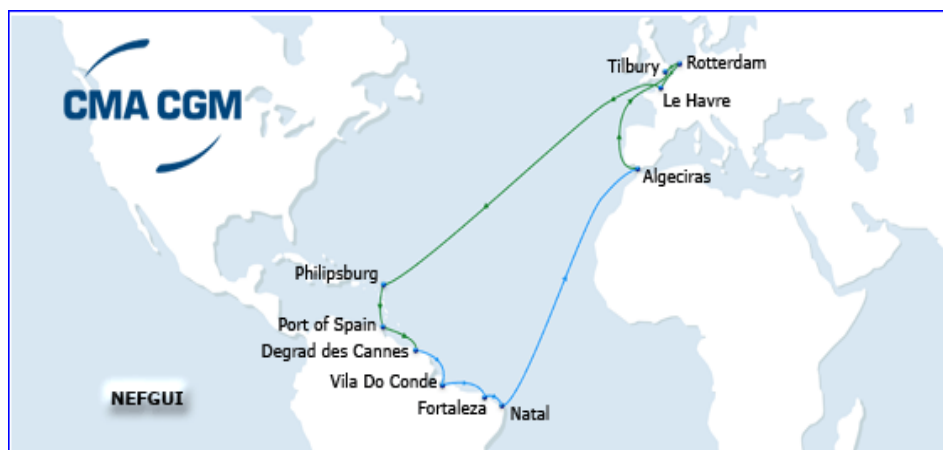 CMA CGM
Tilbury
Rotterdam
Le Havre
Algeciras
Philipsburg
Port of Spain
Degrad des Cannes
Vila Do Conde
Fortaleza
Natal
NEFGUI